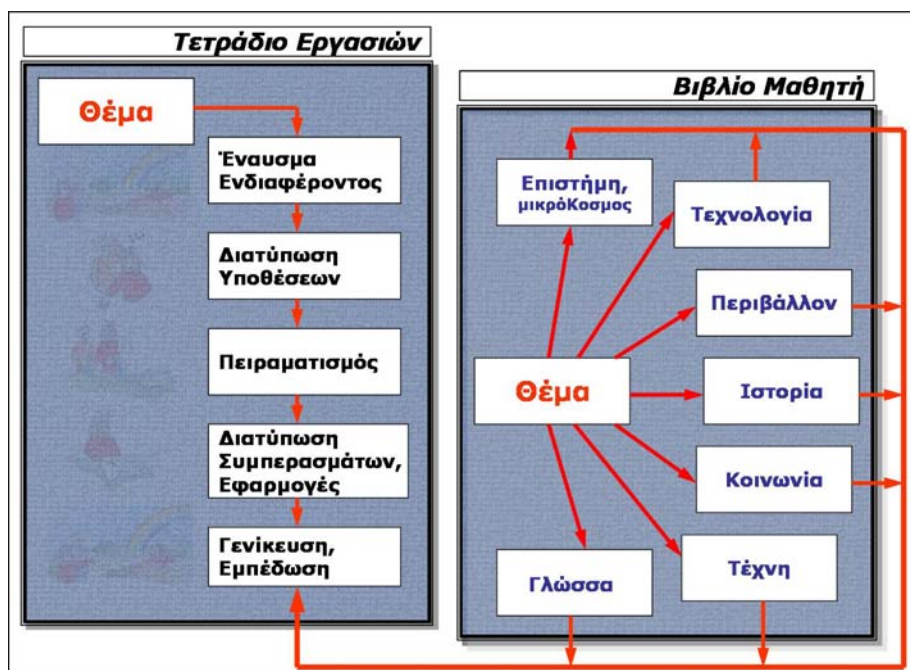 Τετράδιο Εργασιών
Θέμα
Έναυσμα
Ενδιαφέροντος
Διατύπωση
Υποθέσεων
Πειραματισμός
Διατύπωση
Συμπερασμάτων,
Εφαρμογές
Γενίκευση,
Εμπέδωση
Βιβλίο Μαθητή
Επιστήμη,
μικρόΚοσμος
Τεχνολογία
Περιβάλλον
Θέμα
Ιστορία
Κοινωνία
Τέχνη
Γλώσσα